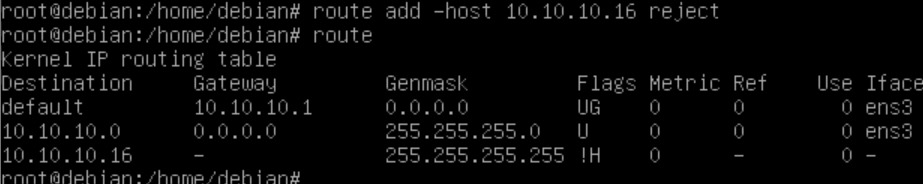 root@debian:/home/debian# route add -host 10.10.10.16 reject
root@debian:/home/debian# route
Kernel IP routing table
Destination     Gateway         Genmask         Flags Metric Ref    Use Iface
default         10.10.10.1      0.0.0.0         UG    0      0        0 ens3
10.10.10.0      0.0.0.0         255.255.255.0   U     0      0        0 ens3
10.10.10.16     -               255.255.255.255 !H    0      -        0 -
root@debian:/home/debian#